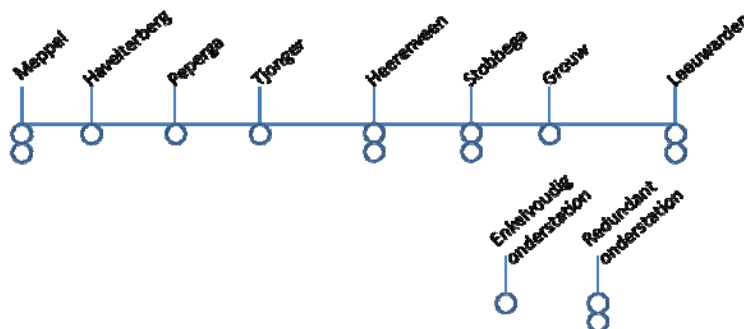 Meppel
Havelterberg
Peperga
Tjonger
Heerenveen
Stobbega
Grouw
Leeuwarden
Enkelvoudig
onderstation
Redundant
onderstation